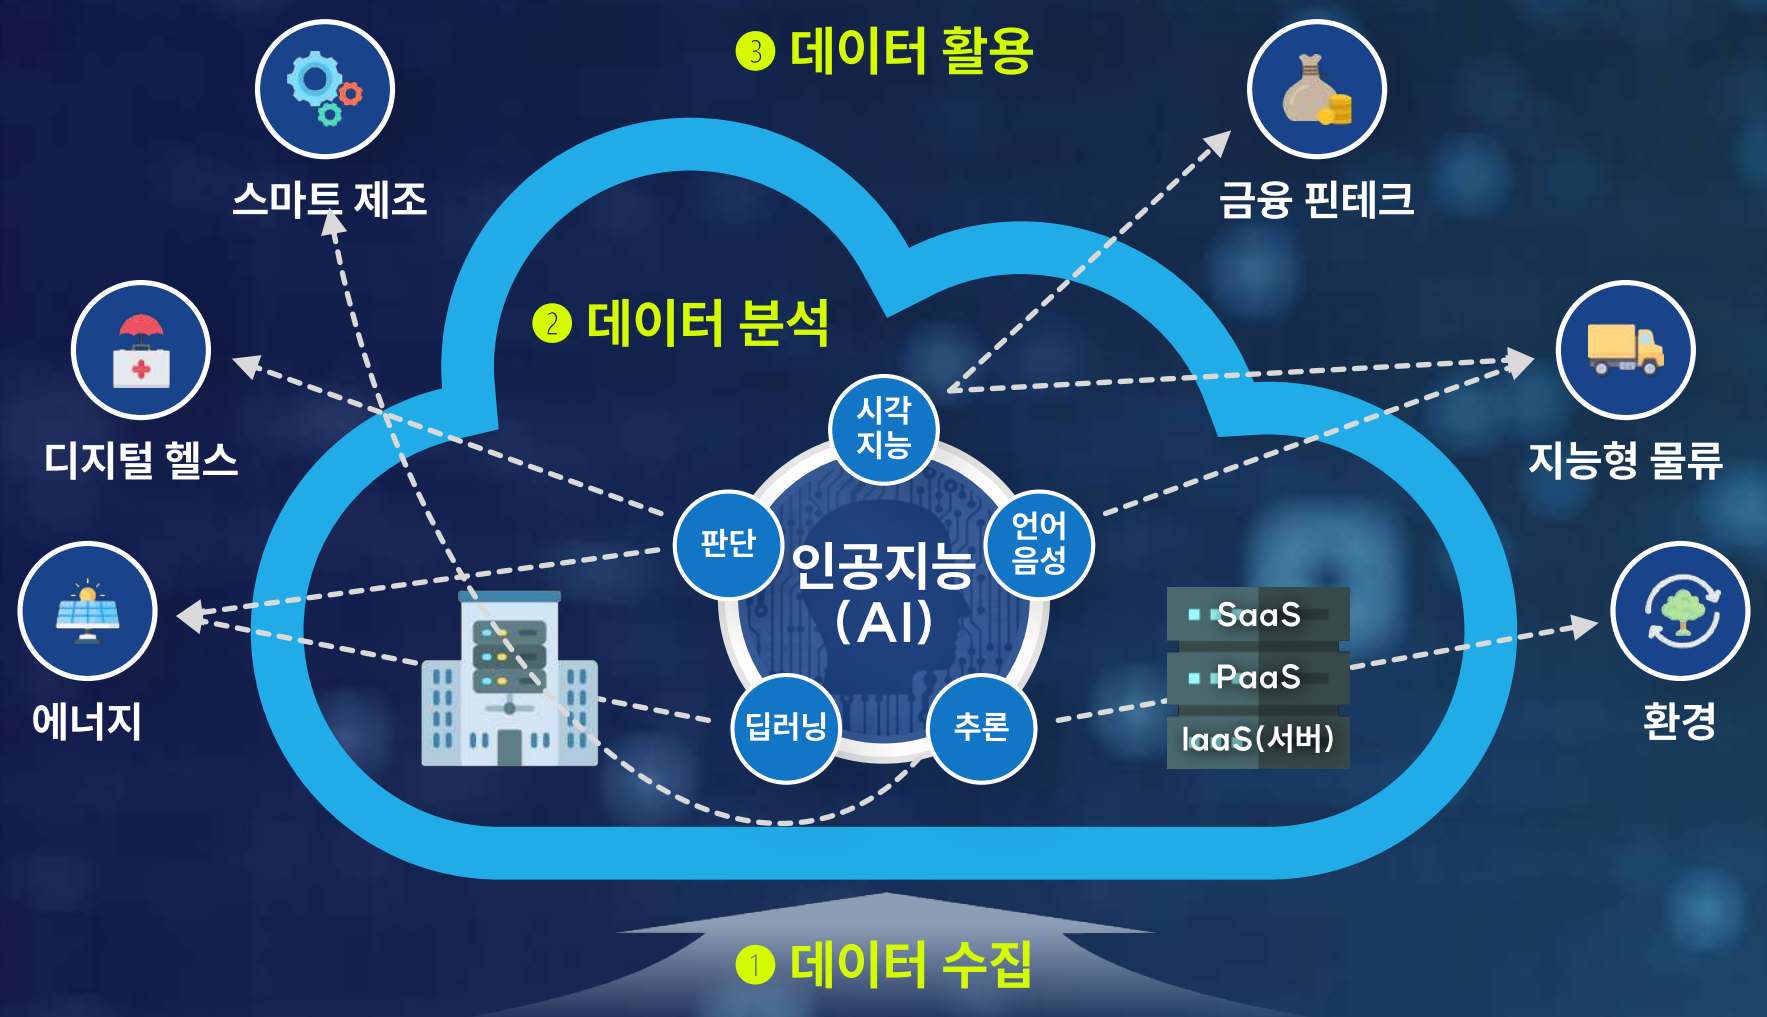 ❸ 데이터 활용
스마트 제조
금융 핀테크
❷ 데이터 분석
디지털 헬스
지능형 물류
시각
지능
판단
언어
음성
인공지능
(AI)
딥러닝
추론
SaaS
PaaS
IaaS(서버)
에너지
환경
❶ 데이터 수집